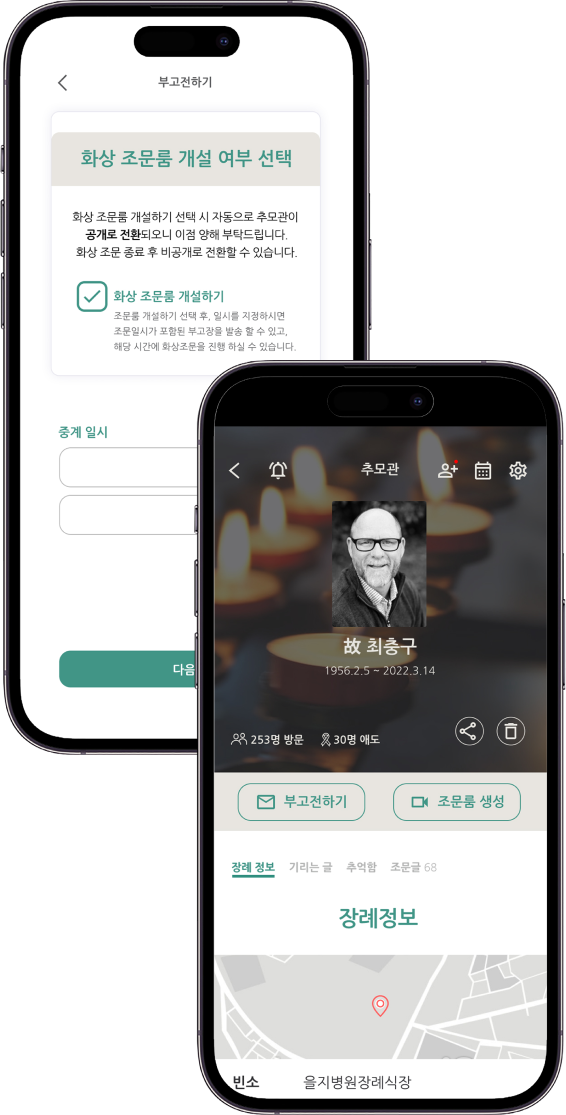 부고전하기
화상 조문룸 개설 여부 선택
화상 조문룸 개설하기 선택 시 자동으로 추모관이
공개로 전환되오니 이점 양해 부탁드립니다.
화상 조문 종료 후 비공개로 전환할 수 있습니다.
화상 조문룸 개설하기
조문룸 개설하기 선택 후, 일시를 지정하시면
조문일시가 포함된 부고장을 발송 할 수 있고,
해당 시간에 화상조문을 진행 하실 수 있습니다.
중계 일시
다음
추모관
故 최충구
1956.2.5 ~ 2022.3.14
253명 방문 30명 애도
부고전하기 조문룸 생성
장례 정보 기리는 글 추억함 조문글 68
장례정보
빈소 을지병원장례식장